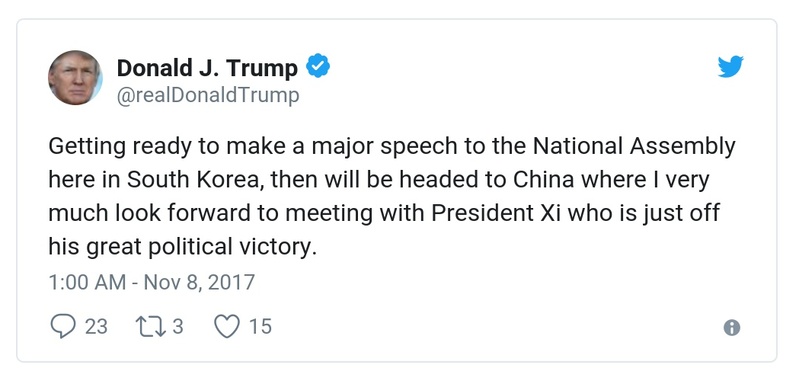 Donald J. Trump
@realDonaldTrump
Getting ready to make a major speech to the National Assembly
here in South Korea, then will be headed to China where I very
much look forward to meeting with President Xi who is just off
his great political victory.
1:00 AM - Nov 8, 2017
23 3 15